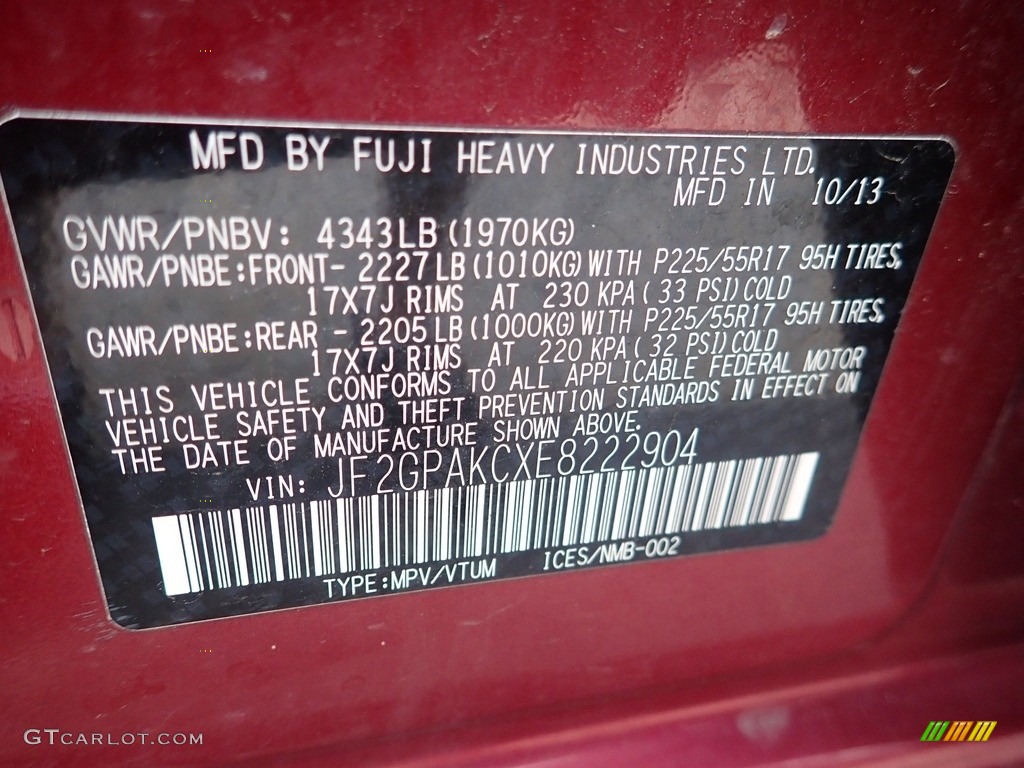 MFD BY FUJI HEAVY INDUSTRIES LTD.
MFD IN 10/13
GVWR/PNBV: 4343LB (1970KG)
GAWR/PNBE:FRONT- 2227LB (1010KG) WITH P225/55R17 95H TIRES,
17X7J RIMS AT 230 KPA( 33 PSI) COLD
GAWR/PNBE:REAR - 2205LB (1000KG) WITH P225/55R17 95H TIRES,
17X7J RIMS AT 220 KPA( 32 PSI) COLD
THIS VEHICLE CONFORMS TO ALL APPLICABLE FEDERAL MOTOR
VEHICLE SAFETY AND THEFT PREVENTION STANDARDS IN EFFECT ON
THE DATE OF MANUFACTURE SHOWN ABOVE.
VIN: JF2GPAKCXE8222904
TYPE:MPV/VTUM ICES/NMB-002
GTCARLOT.COM